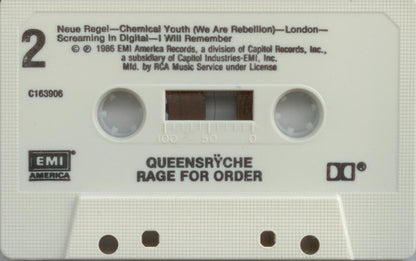 2
Neue Regel—Chemical Youth (We Are Rebellion)—London—
Screaming In Digital—I Will Remember
© ℗ 1986 EMI America Records, a division of Capitol Records, Inc.,
a subsidiary of Capitol Industries-EMI, Inc.
Mfd. by RCA Music Service under License
C163906
100 50 0
EMI
AMERICA
QUEENSRŸCHE
RAGE FOR ORDER
®